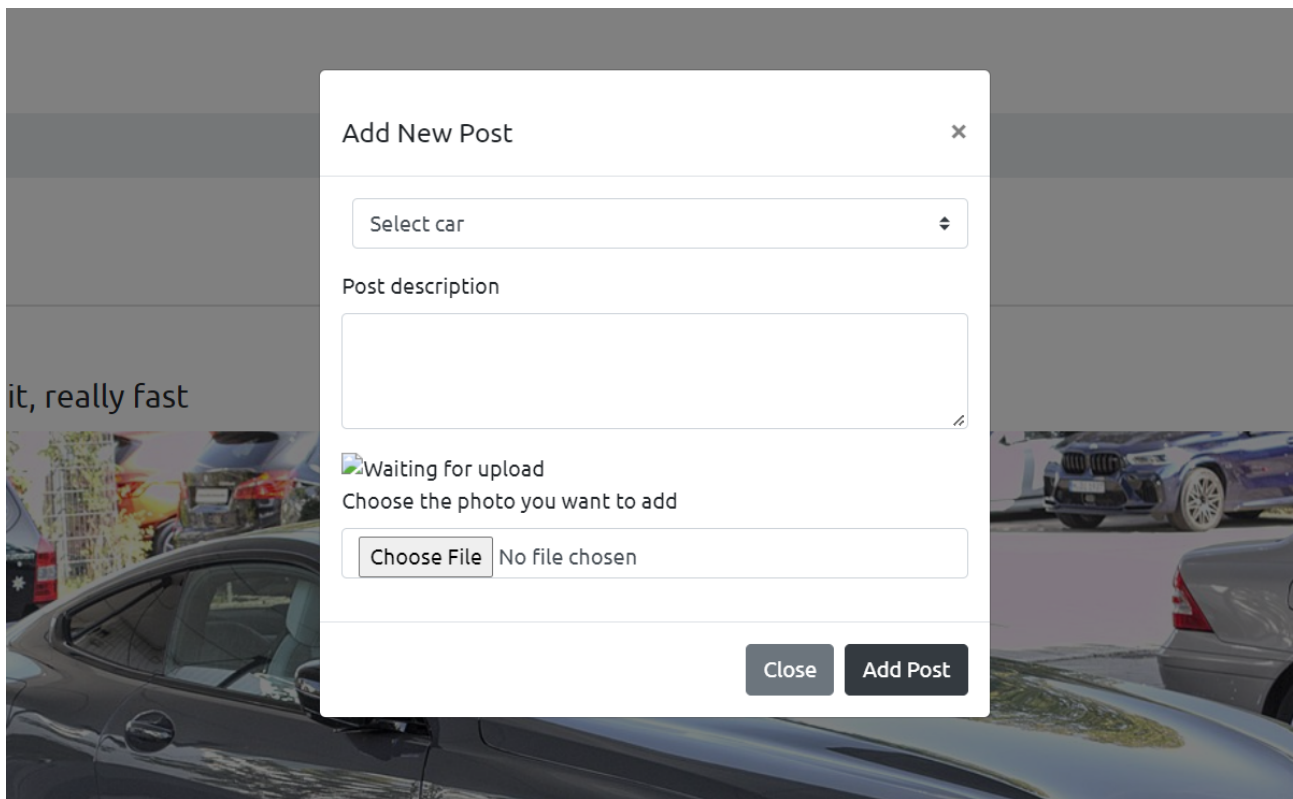 Add New Post
×
Select car
Post description
it, really fast
Waiting for upload
Choose the photo you want to add
Choose File No file chosen
Close Add Post